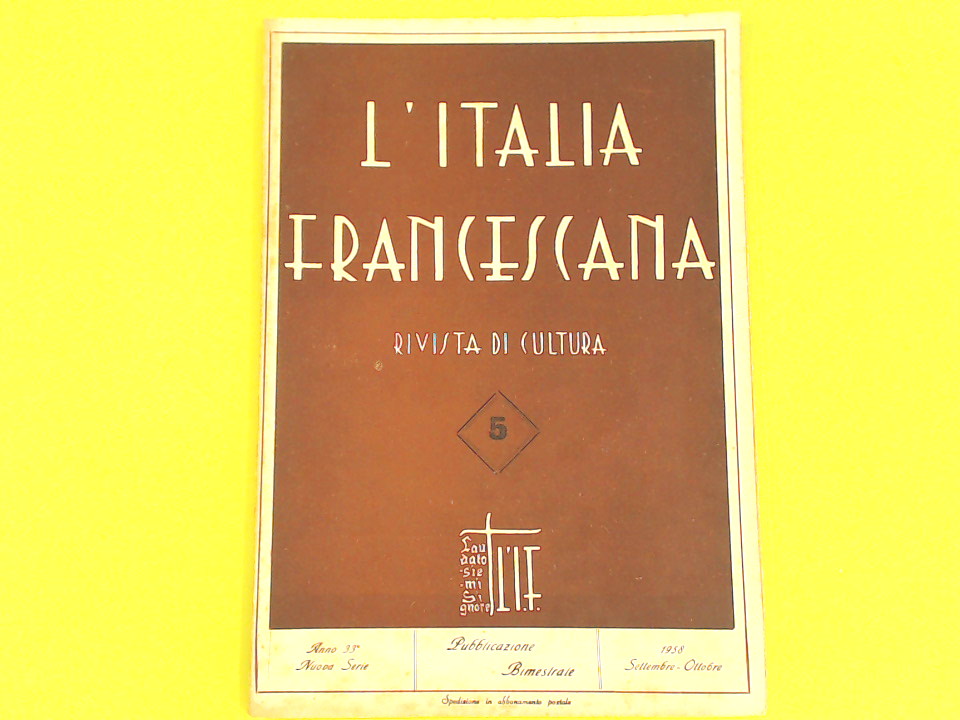 L'ITALIA
FRANCESCANA
RIVISTA DI CULTURA
5
Lau
dato
-sie
-mi
Si
gnore
L'I.F.
Anno 33°
Nuova Serie
Pubblicazione
Bimestrale
1958
Settembre - Ottobre
Spedizione in abbonamento postale